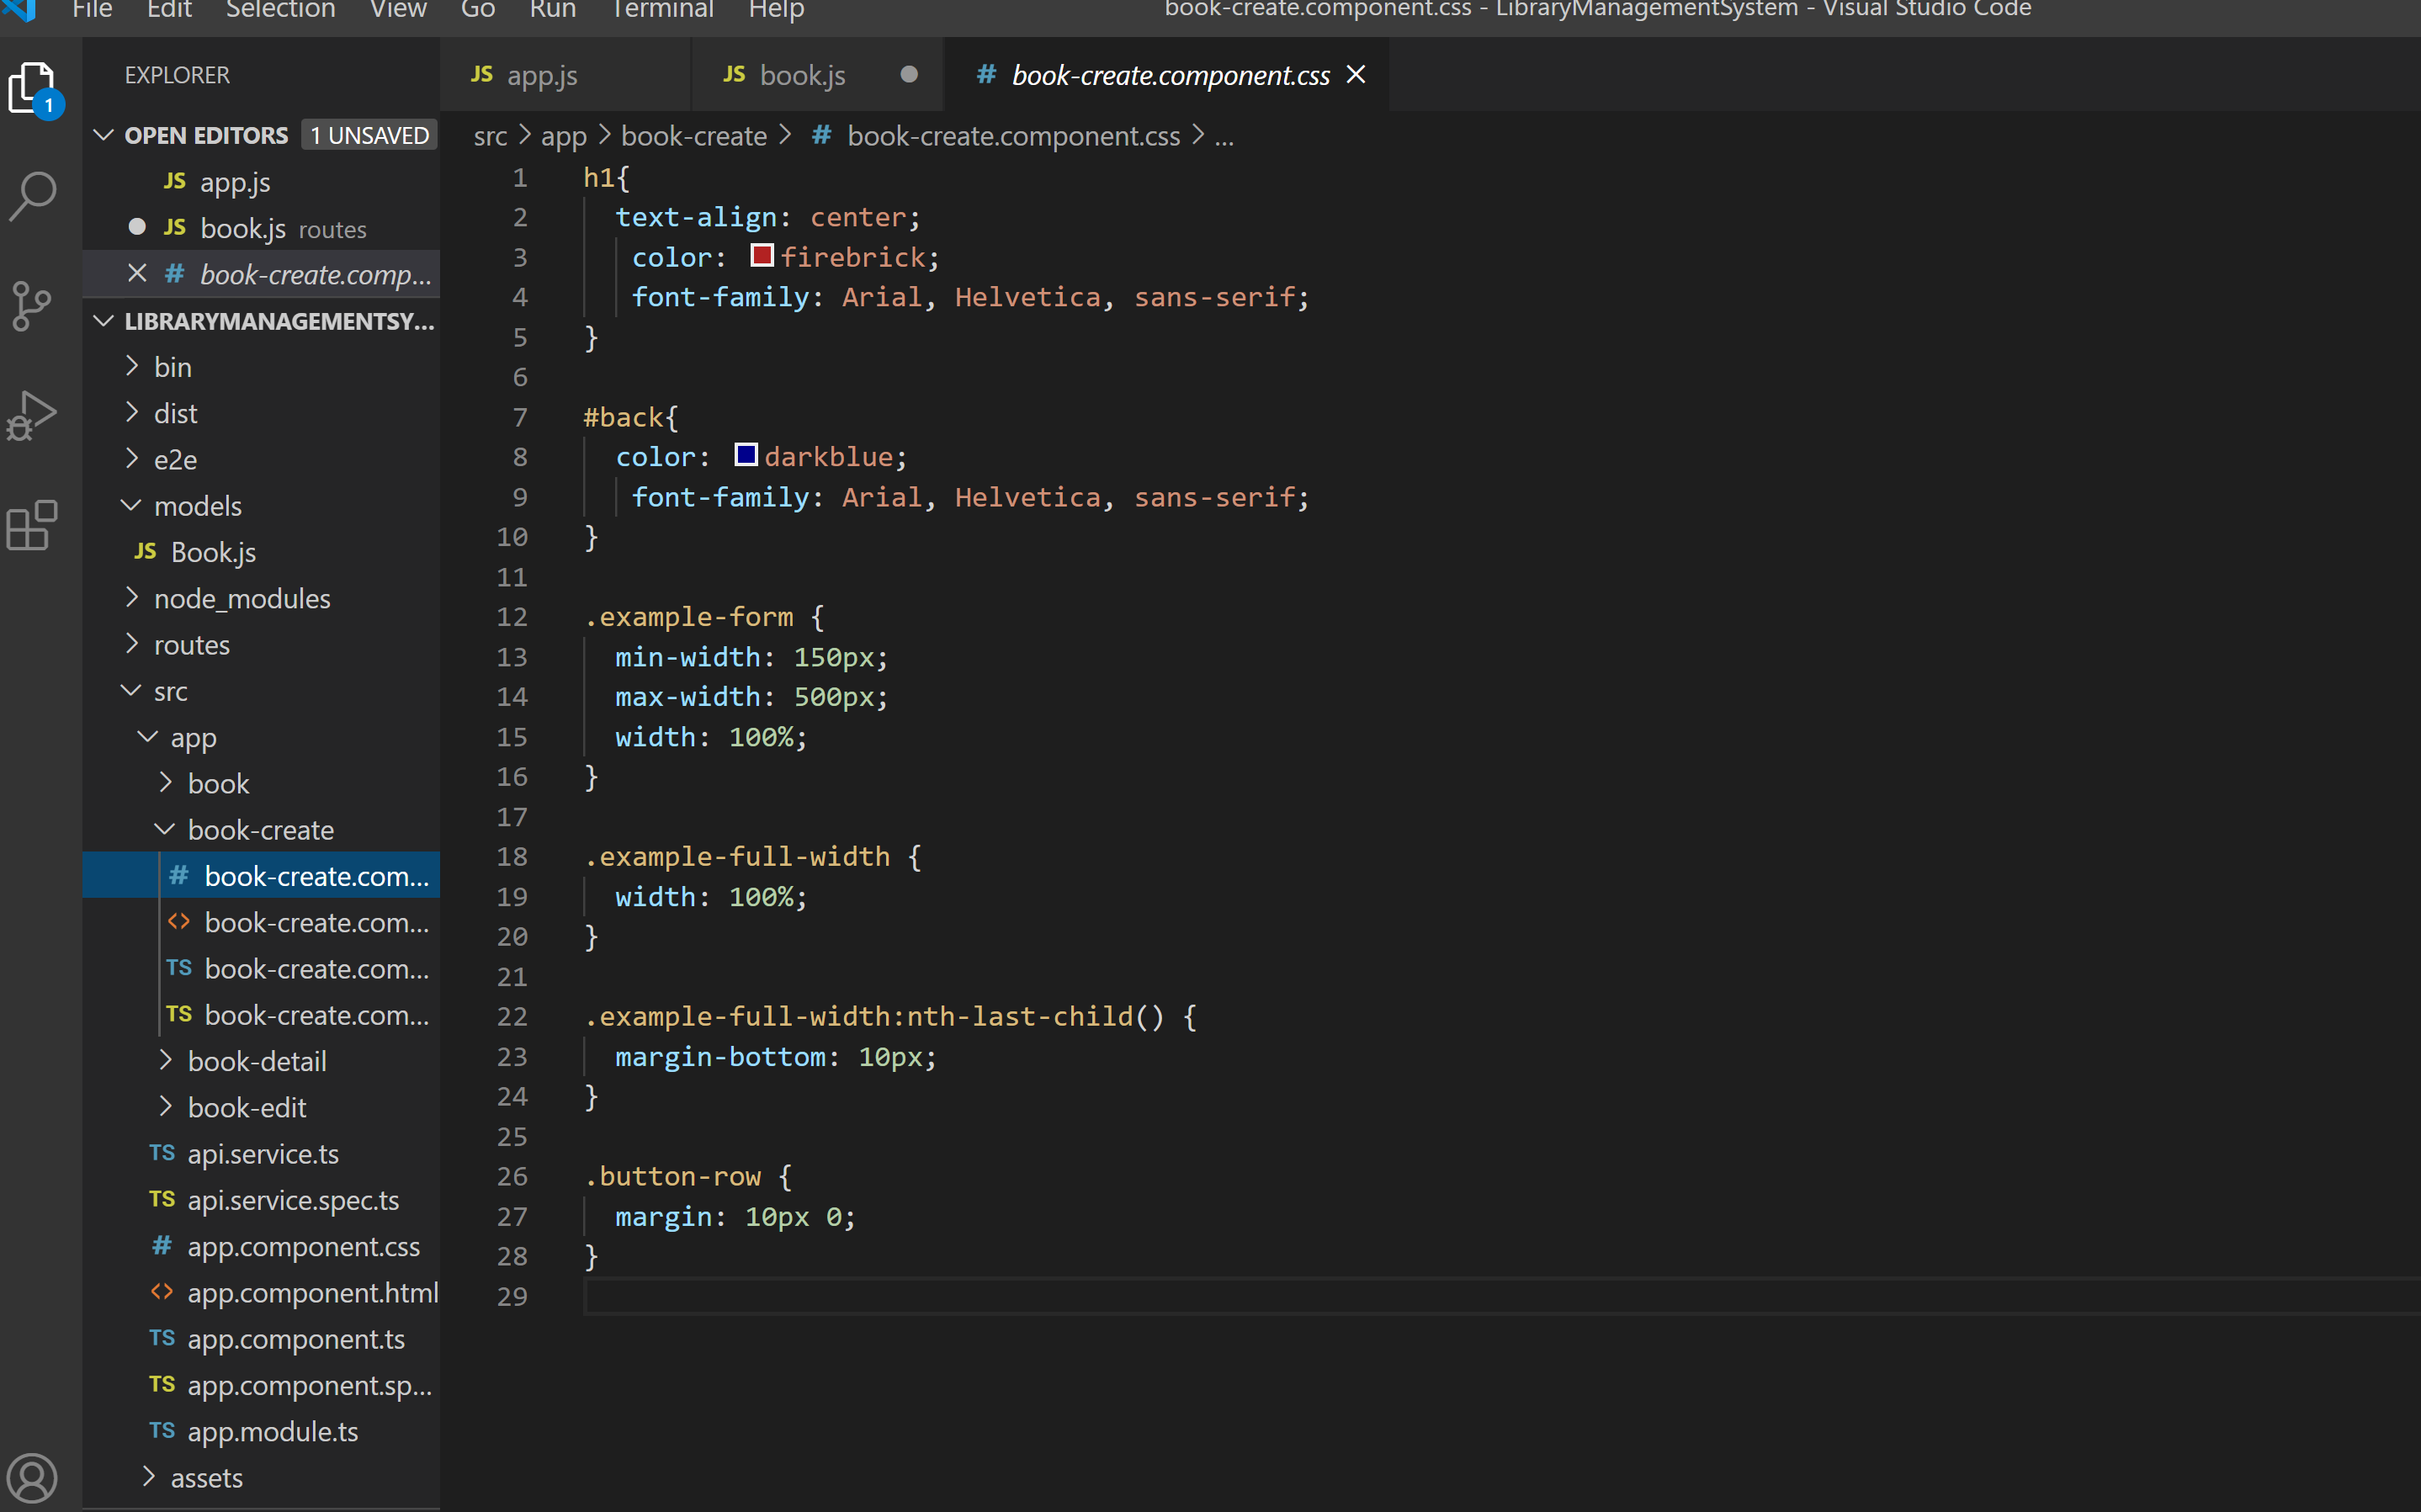 File Edit Selection View Go Run Terminal Help book-create.component.css - LibraryManagementSystem - Visual Studio Code
EXPLORER
OPEN EDITORS 1 UNSAVED
JS app.js
JS book.js routes
# book-create.comp...
LIBRARYMANAGEMENTSY...
bin
dist
e2e
models
JS Book.js
node_modules
routes
src
app
book
book-create
# book-create.com...
<> book-create.com...
TS book-create.com...
TS book-create.com...
book-detail
book-edit
TS api.service.ts
TS api.service.spec.ts
# app.component.css
<> app.component.html
TS app.component.ts
TS app.component.sp...
TS app.module.ts
assets
1
JS app.js JS book.js # book-create.component.css
src > app > book-create > # book-create.component.css > ...
1 h1{
2 text-align: center;
3 color: firebrick;
4 font-family: Arial, Helvetica, sans-serif;
5 }
6
7 #back{
8 color: darkblue;
9 font-family: Arial, Helvetica, sans-serif;
10 }
11
12 .example-form {
13 min-width: 150px;
14 max-width: 500px;
15 width: 100%;
16 }
17
18 .example-full-width {
19 width: 100%;
20 }
21
22 .example-full-width:nth-last-child() {
23 margin-bottom: 10px;
24 }
25
26 .button-row {
27 margin: 10px 0;
28 }
29